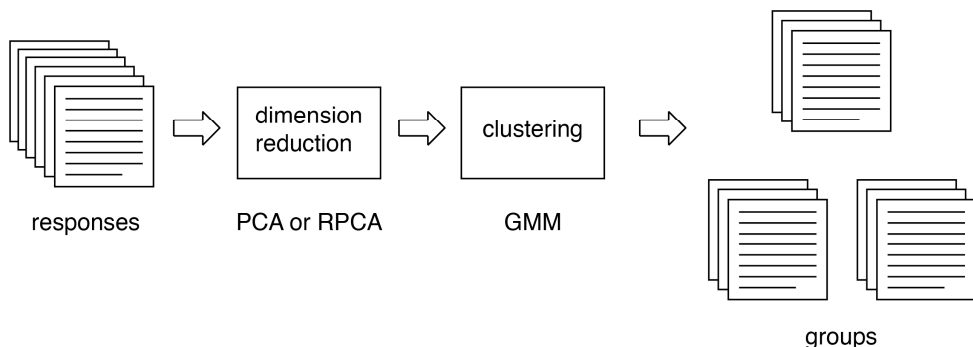 dimension
reduction
clustering
responses
PCA or RPCA
GMM
groups